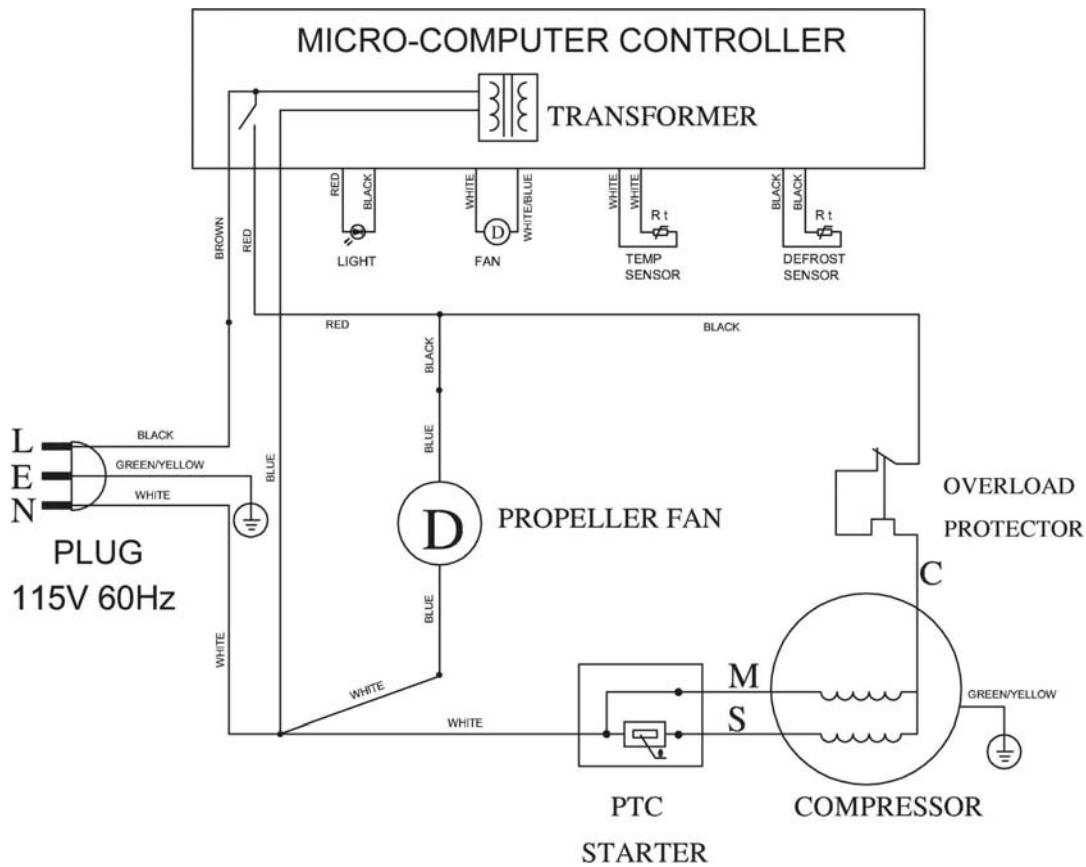 MICRO-COMPUTER CONTROLLER
TRANSFORMER
RED
BLACK
WHITE
WHITE/BLUE
WHITE
WHITE
BLACK
BLACK
BROWN
RED
D
R t
R t
LIGHT
FAN
TEMP
SENSOR
DEFROST
SENSOR
RED
BLACK
BLACK
L
BLACK
E
GREEN/YELLOW
N
WHITE
BLUE
BLUE
D
PROPELLER FAN
OVERLOAD
PROTECTOR
PLUG
115V 60Hz
C
BLUE
WHITE
WHITE
WHITE
M
S
GREEN/YELLOW
PTC
STARTER
COMPRESSOR